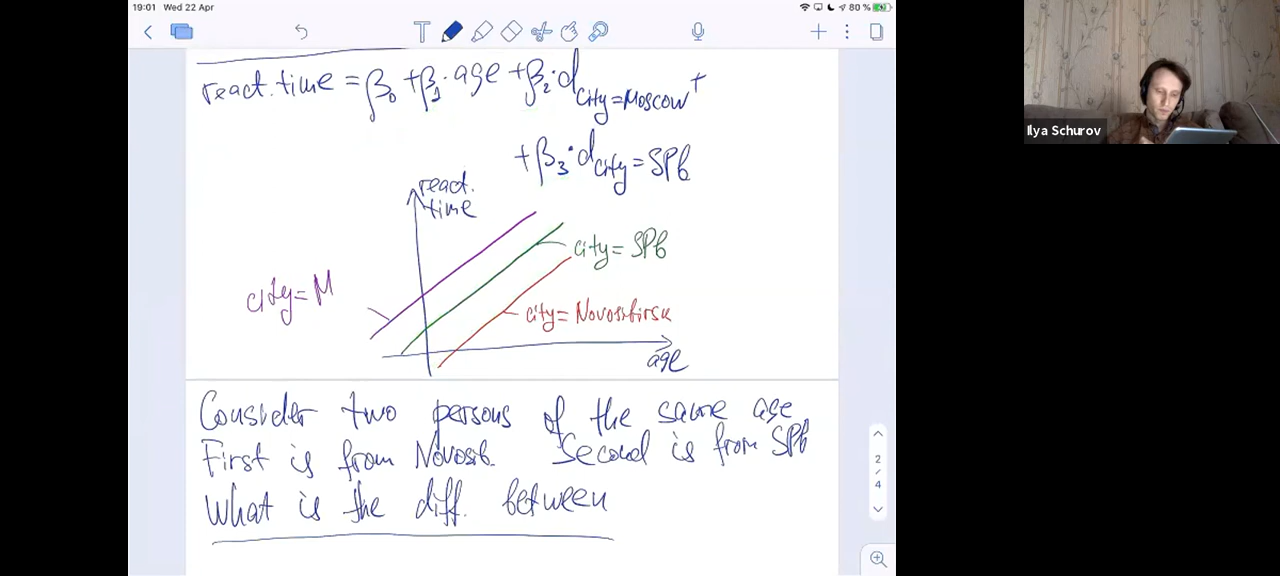 19:01 Wed 22 Apr
80 %
react.time = β₀ + β₁ · age + β₂ · d city=Moscow +
+ β₃ · d city = SPb
react.
time
city = SPb
city = M
city = Novosibirsk
age
Consider two persons of the same age
First is from Novosib. Second is from SPb
What is the diff. between
2
/
4
Ilya Schurov